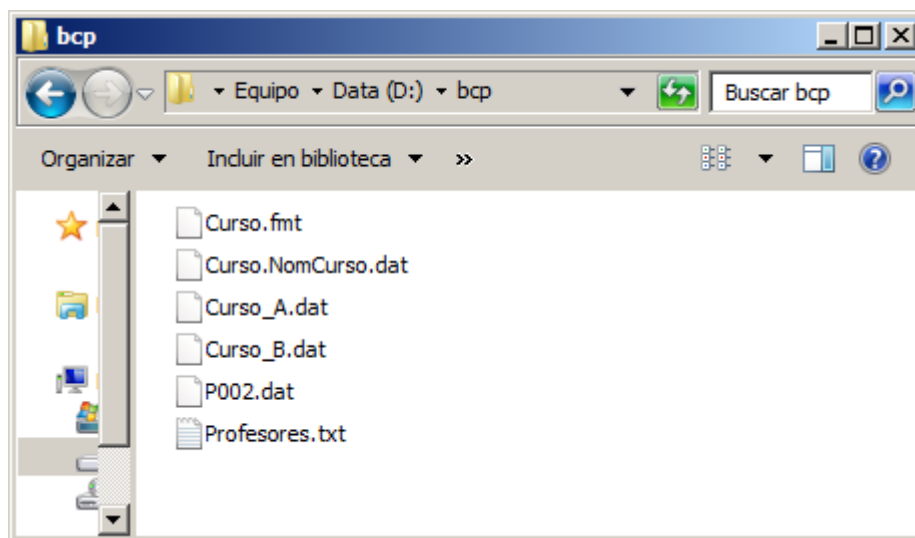 bcp
Equipo Data (D:) bcp Buscar bcp
Organizar Incluir en biblioteca »
Curso.fmt
Curso.NomCurso.dat
Curso_A.dat
Curso_B.dat
P002.dat
Profesores.txt